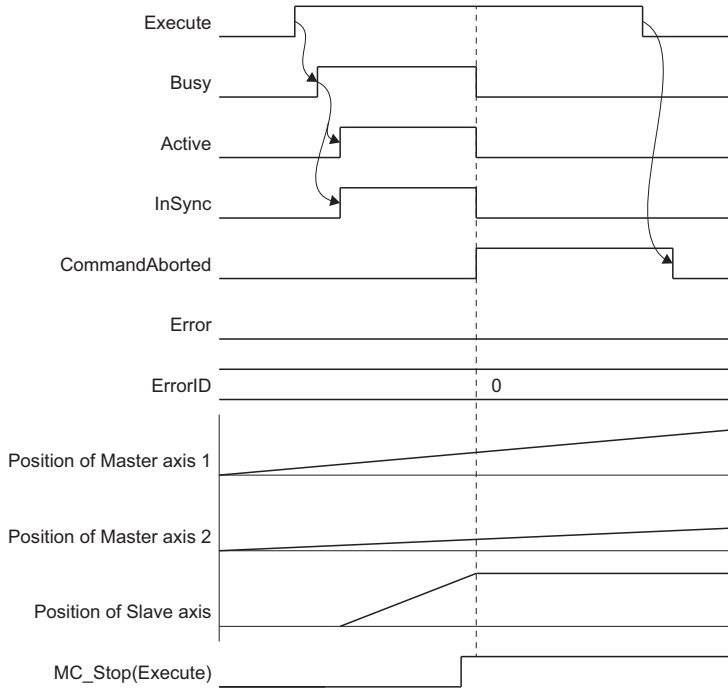 Execute
Busy
Active
InSync
CommandAborted
Error
ErrorID
0
Position of Master axis 1
Position of Master axis 2
Position of Slave axis
MC_Stop(Execute)